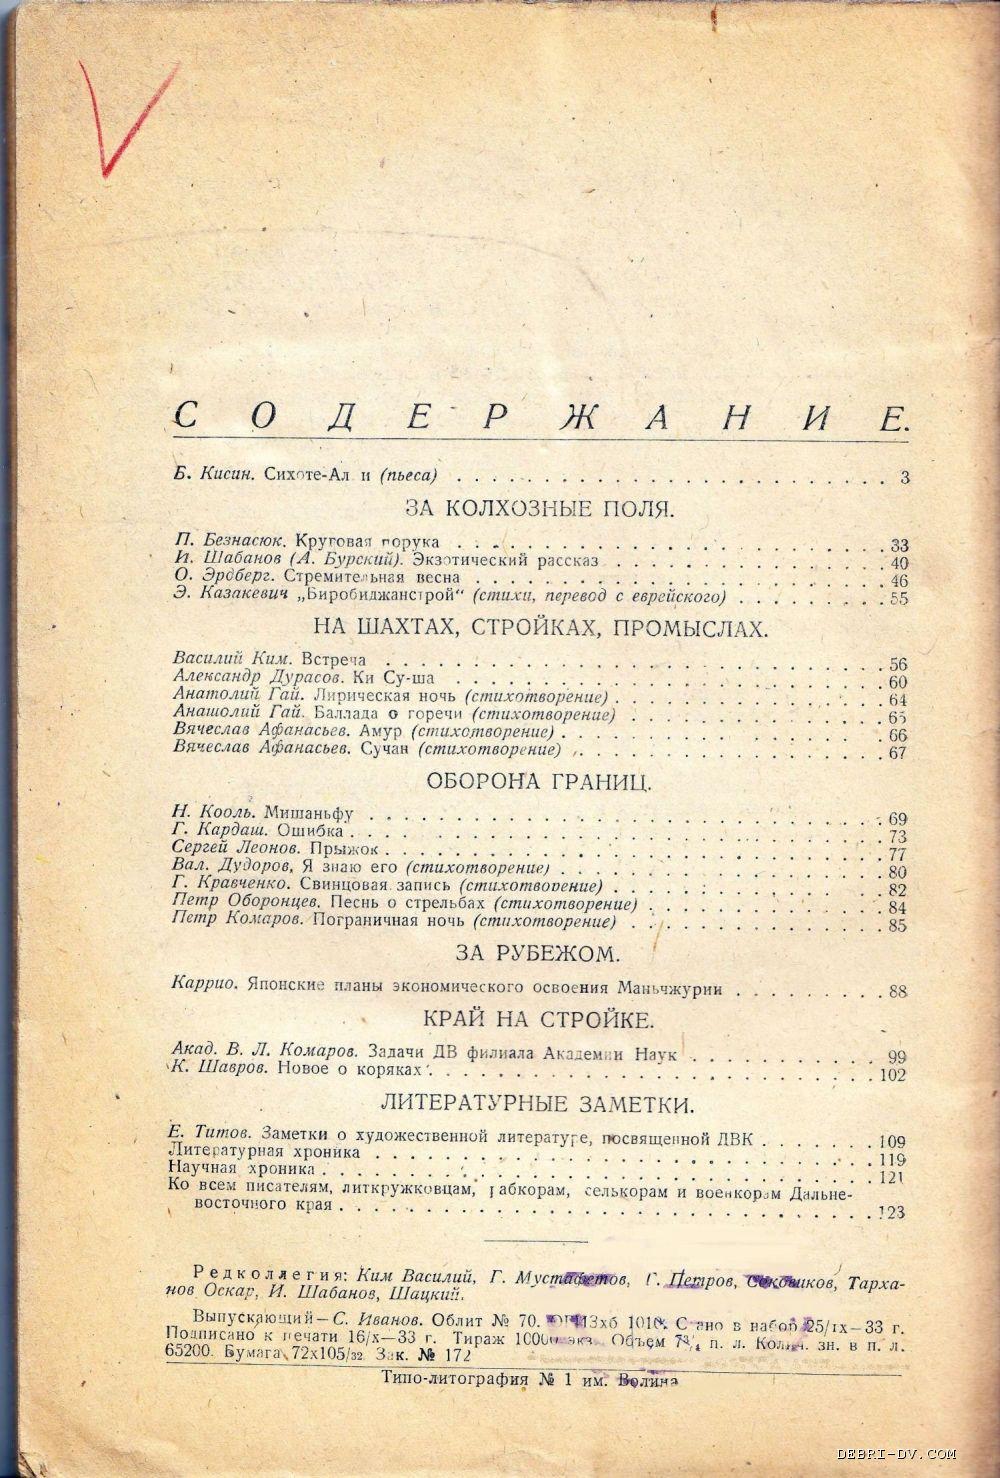 СОДЕРЖАНИЕ.
Б. Кисин. Сихоте-Ал и (пьеса) . . . 3
ЗА КОЛХОЗНЫЕ ПОЛЯ.
П. Безнасюк. Круговая порука . . . 33
И. Шабанов (А. Бурский). Экзотический рассказ . . . 40
О. Эрдберг. Стремительная весна . . . 46
Э. Казакевич „Биробиджанстрой“ (стихи, перевод с еврейского) . . . 55
НА ШАХТАХ, СТРОЙКАХ, ПРОМЫСЛАХ.
Василий Ким. Встреча . . . 56
Александр Дурасов. Ки Су-ша . . . 60
Анатолий Гай. Лирическая ночь (стихотворение) . . . 64
Анатолий Гай. Баллада о горечи (стихотворение) . . . 65
Вячеслав Афанасьев. Амур (стихотворение) . . . 66
Вячеслав Афанасьев. Сучан (стихотворение) . . . 67
ОБОРОНА ГРАНИЦ.
Н. Кооль. Мишаньфу . . . 69
Г. Кардаш. Ошибка . . . 73
Сергей Леонов. Прыжок . . . 77
Вал. Дудоров, Я знаю его (стихотворение) . . . 80
Г. Кравченко. Свинцовая запись (стихотворение) . . . 82
Петр Оборонцев. Песнь о стрельбах (стихотворение) . . . 84
Петр Комаров. Пограничная ночь (стихотворение) . . . 85
ЗА РУБЕЖОМ.
Каррио. Японские планы экономического освоения Маньчжурии . . . 88
КРАЙ НА СТРОЙКЕ.
Акад. В. Л. Комаров. Задачи ДВ филиала Академии Наук . . . 99
К. Шавров. Новое о коряках . . . 102
ЛИТЕРАТУРНЫЕ ЗАМЕТКИ.
Е. Титов. Заметки о художественной литературе, посвященной ДВК . . . 109
Литературная хроника . . . 119
Научная хроника . . . 121
Ко всем писателям, литкружковцам, рабкорам, селькорам и военкорам Дальне-
восточного края . . . 123
Редколлегия: Ким Василий, Г. Мустафетов, Г. Петров, Соковиков, Тарха-
нов Оскар, И. Шабанов, Шацкий.
Выпускающий—С. Иванов. Облит № 70. Сдано в набор 25/IX—33 г.
Подписано к печати 16/X—33 г. Тираж 10000 экз. Объем п. л. Колич. зн. в п. л.
65200. Бумага 72х105/32 Зак. № 172
Типо-литография № 1 им. Волина
DEBRI-DV.COM